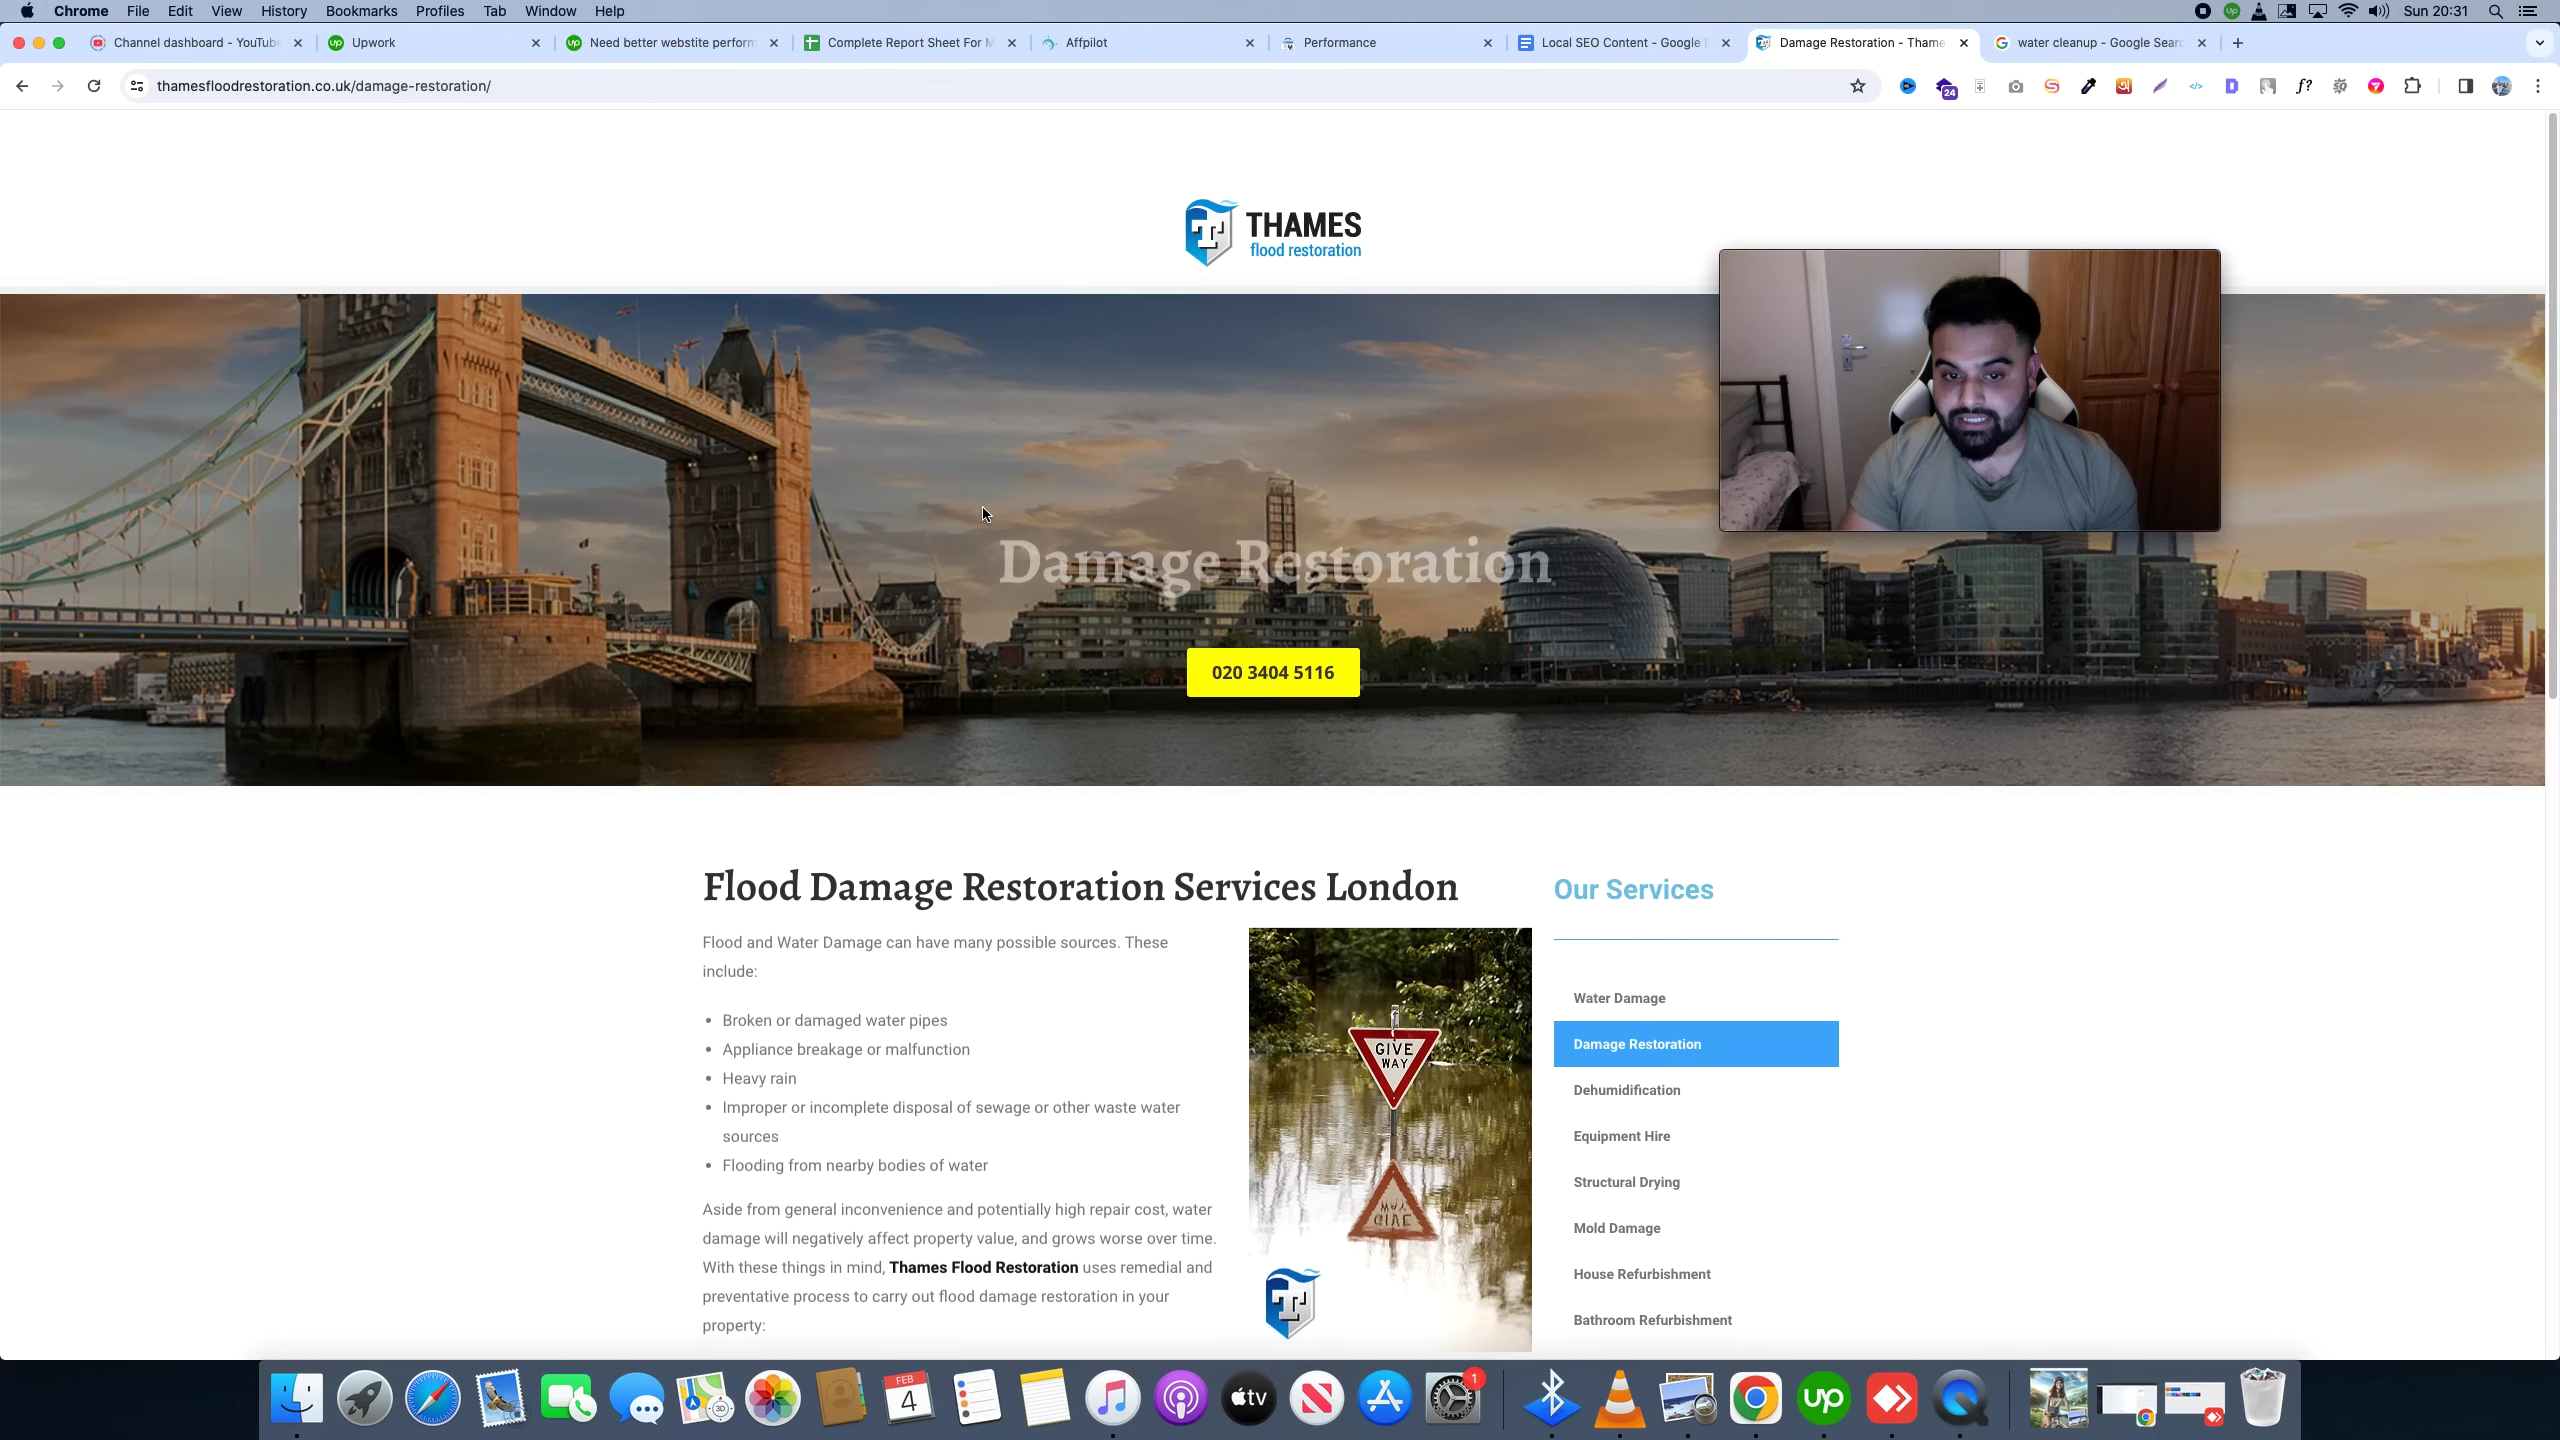 Chrome File Edit View History Bookmarks Profiles Tab Window Help Sun 20:31
Channel dashboard - YouTube Upwork Need better webstite perform Complete Report Sheet For M Affpilot Performance Local SEO Content - Google D Damage Restoration - Thame water cleanup - Google Searc
thamesfloodrestoration.co.uk/damage-restoration/
24
THAMES
flood restoration
Damage Restoration
020 3404 5116
Flood Damage Restoration Services London
Flood and Water Damage can have many possible sources. These
include:
• Broken or damaged water pipes
• Appliance breakage or malfunction
• Heavy rain
• Improper or incomplete disposal of sewage or other waste water
sources
• Flooding from nearby bodies of water
Aside from general inconvenience and potentially high repair cost, water
damage will negatively affect property value, and grows worse over time.
With these things in mind, Thames Flood Restoration uses remedial and
preventative process to carry out flood damage restoration in your
property:
GIVE
WAY
Our Services
Water Damage
Damage Restoration
Dehumidification
Equipment Hire
Structural Drying
Mold Damage
House Refurbishment
Bathroom Refurbishment
FEB
4
3D
tv
1
up